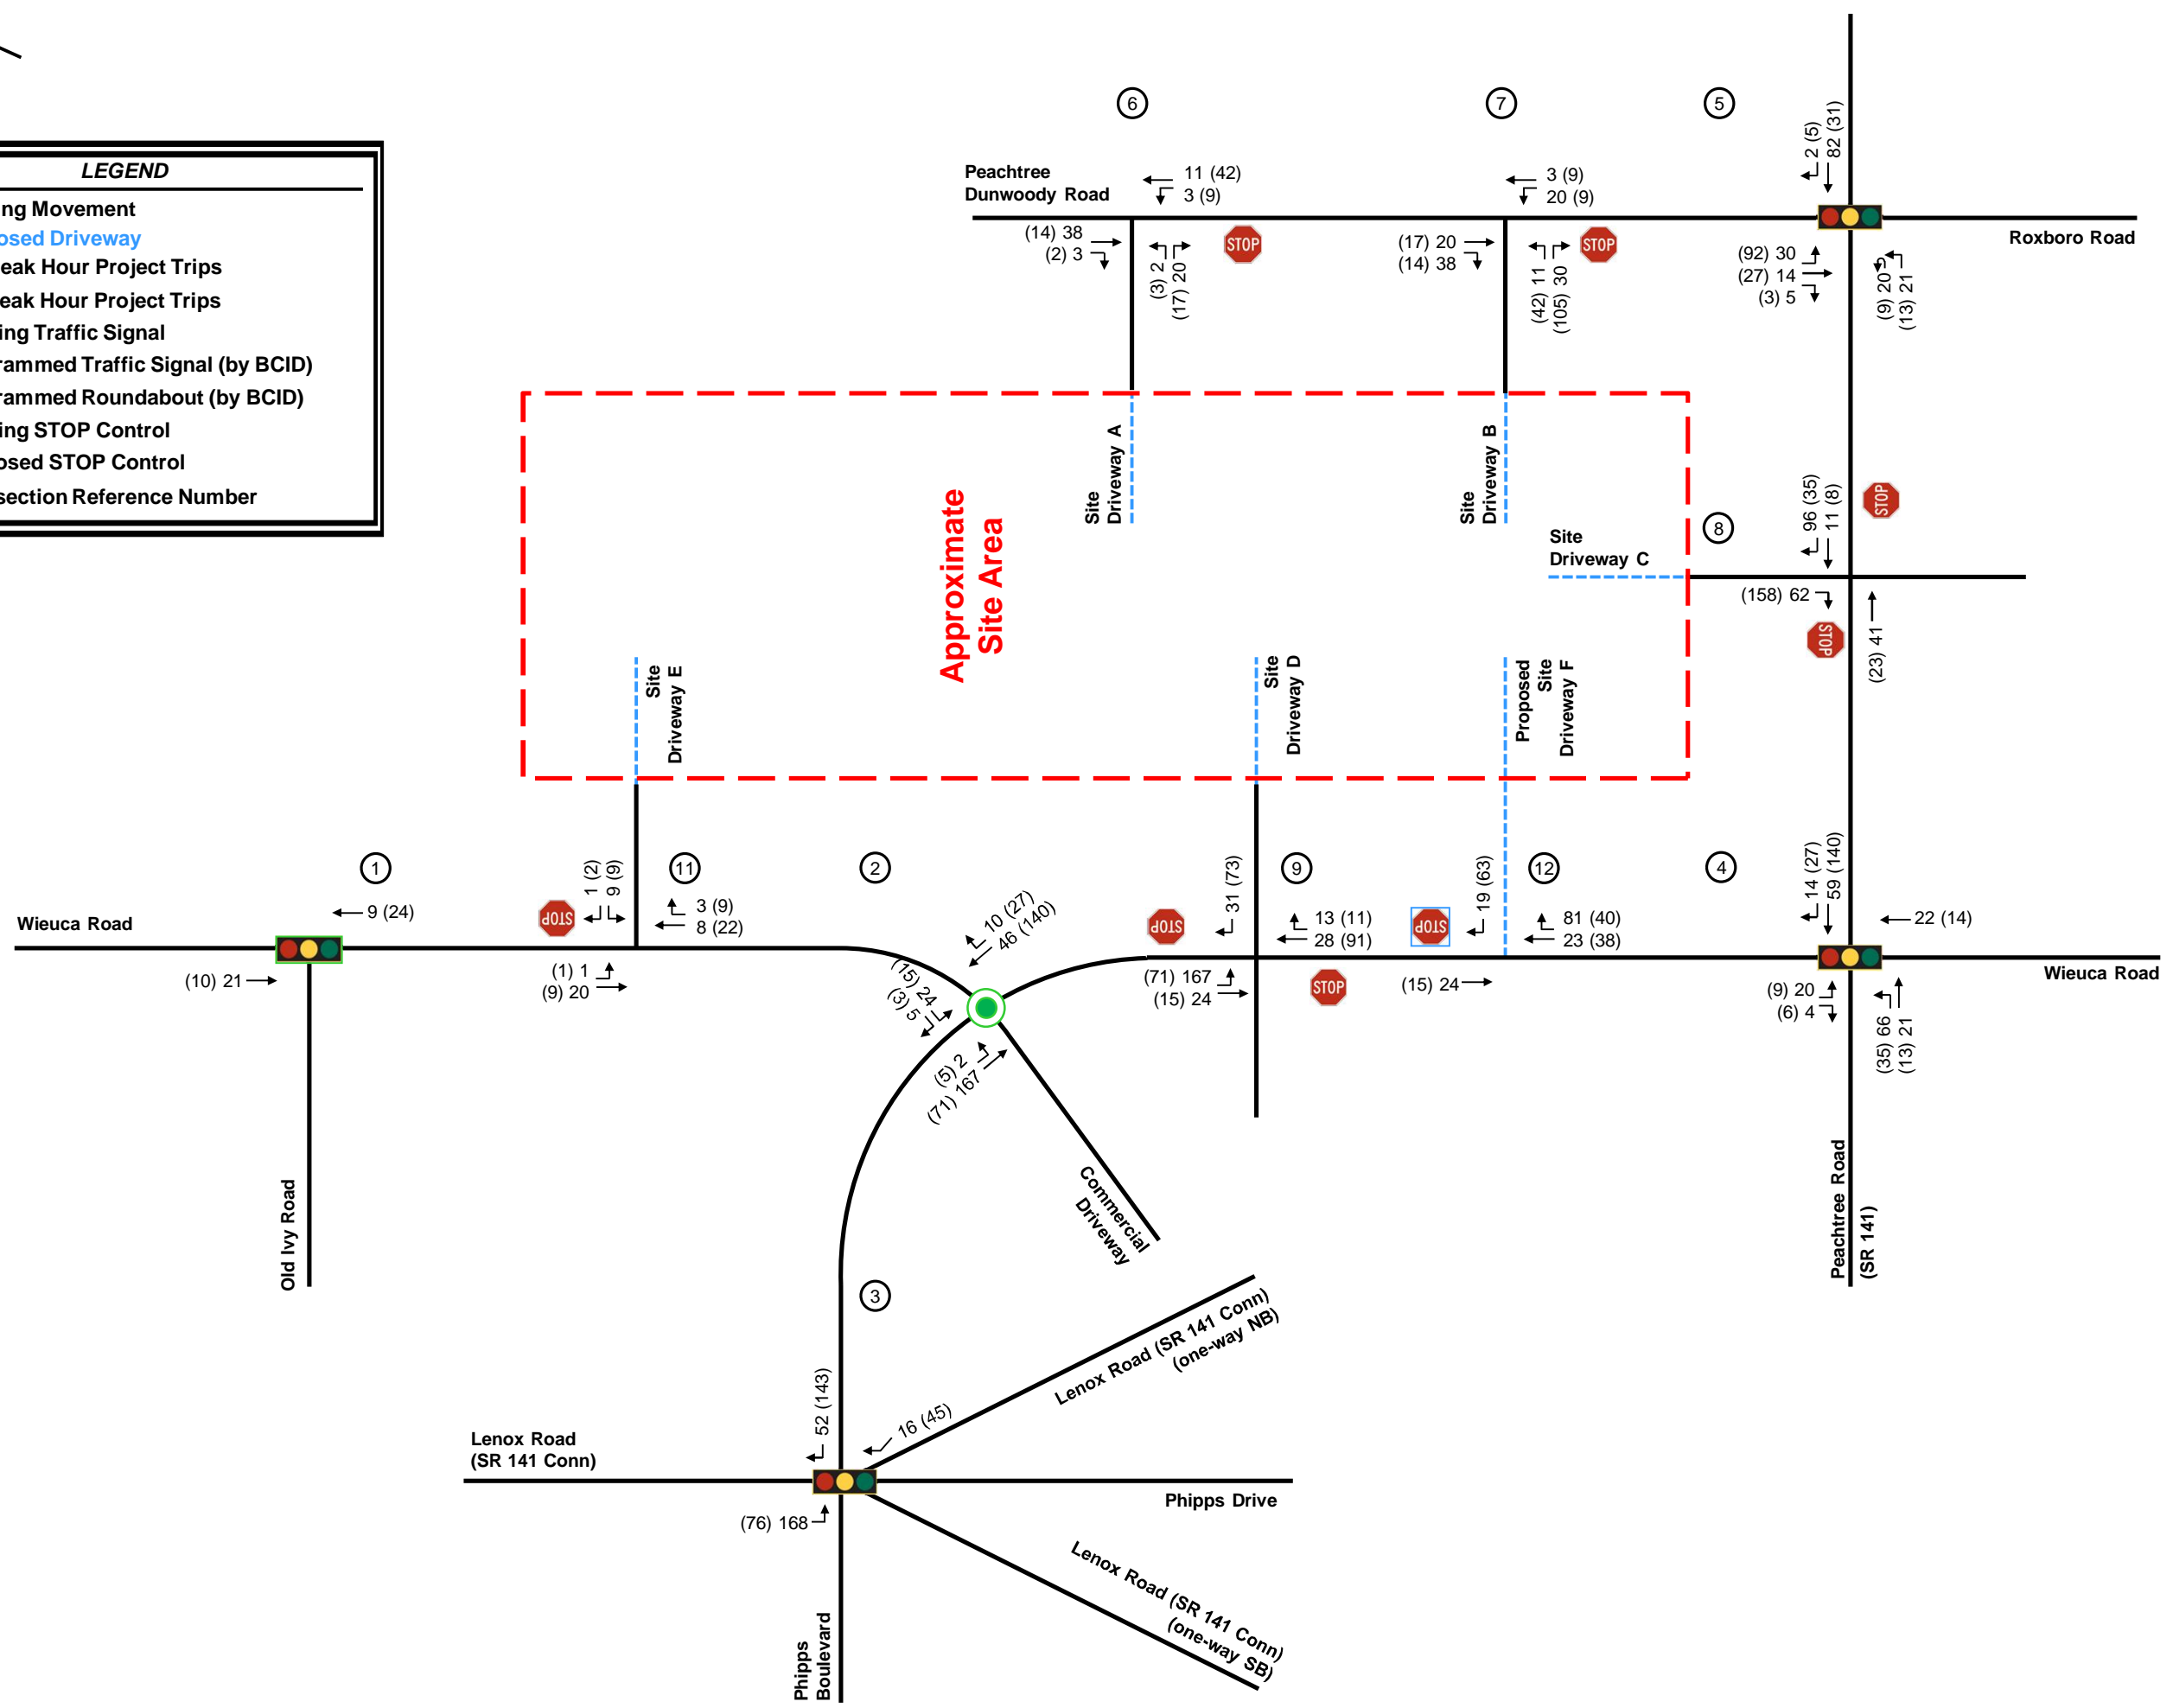 LEGEND
ng Movement
osed Driveway
eak Hour Project Trips
eak Hour Project Trips
ing Traffic Signal
rammed Traffic Signal (by BCID)
rammed Roundabout (by BCID)
ing STOP Control
osed STOP Control
section Reference Number
6
7
5
Peachtree
Dunwoody Road
11 (42)
3 (9)
(14) 38
(2) 3
(3) 2
(17) 20
STOP
3 (9)
20 (9)
(17) 20
(14) 38
(42) 11
(105) 30
STOP
2 (5)
82 (31)
Roxboro Road
(92) 30
(27) 14
(3) 5
(9) 20
(13) 21
Approximate
Site Area
Site
Driveway A
Site
Driveway B
Site
Driveway C
8
96 (35)
11 (8)
STOP
(158) 62
STOP
(23) 41
Site
Driveway E
Site
Driveway D
Proposed
Site
Driveway F
Wieuca Road
1
9 (24)
(10) 21
Old Ivy Road
STOP
1 (2)
9 (9)
11
3 (9)
8 (22)
(1) 1
(9) 20
2
10 (27)
46 (140)
(15) 24
(3) 5
(5) 2
(71) 167
Commercial
Driveway
STOP
31 (73)
9
13 (11)
28 (91)
(71) 167
(15) 24
STOP
STOP
19 (63)
12
81 (40)
23 (38)
(15) 24
4
14 (27)
59 (140)
22 (14)
Wieuca Road
(9) 20
(6) 4
(35) 66
(13) 21
Peachtree Road
(SR 141)
3
52 (143)
16 (45)
Lenox Road (SR 141 Conn)
(one-way NB)
Lenox Road
(SR 141 Conn)
Phipps Drive
(76) 168
Lenox Road (SR 141 Conn)
(one-way SB)
Phipps
Boulevard